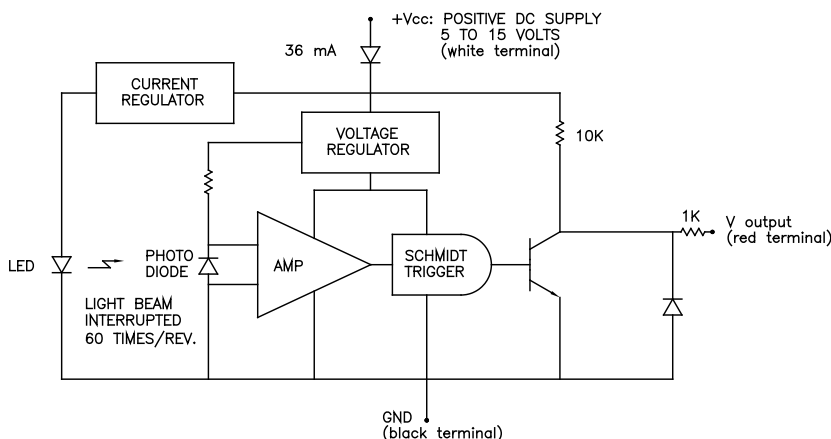 +Vcc: POSITIVE DC SUPPLY
5 TO 15 VOLTS
(white terminal)
36 mA
CURRENT
REGULATOR
VOLTAGE
REGULATOR
10K
1K
V output
(red terminal)
LED
PHOTO
DIODE
AMP
SCHMIDT
TRIGGER
LIGHT BEAM
INTERRUPTED
60 TIMES/REV.
GND
(black terminal)